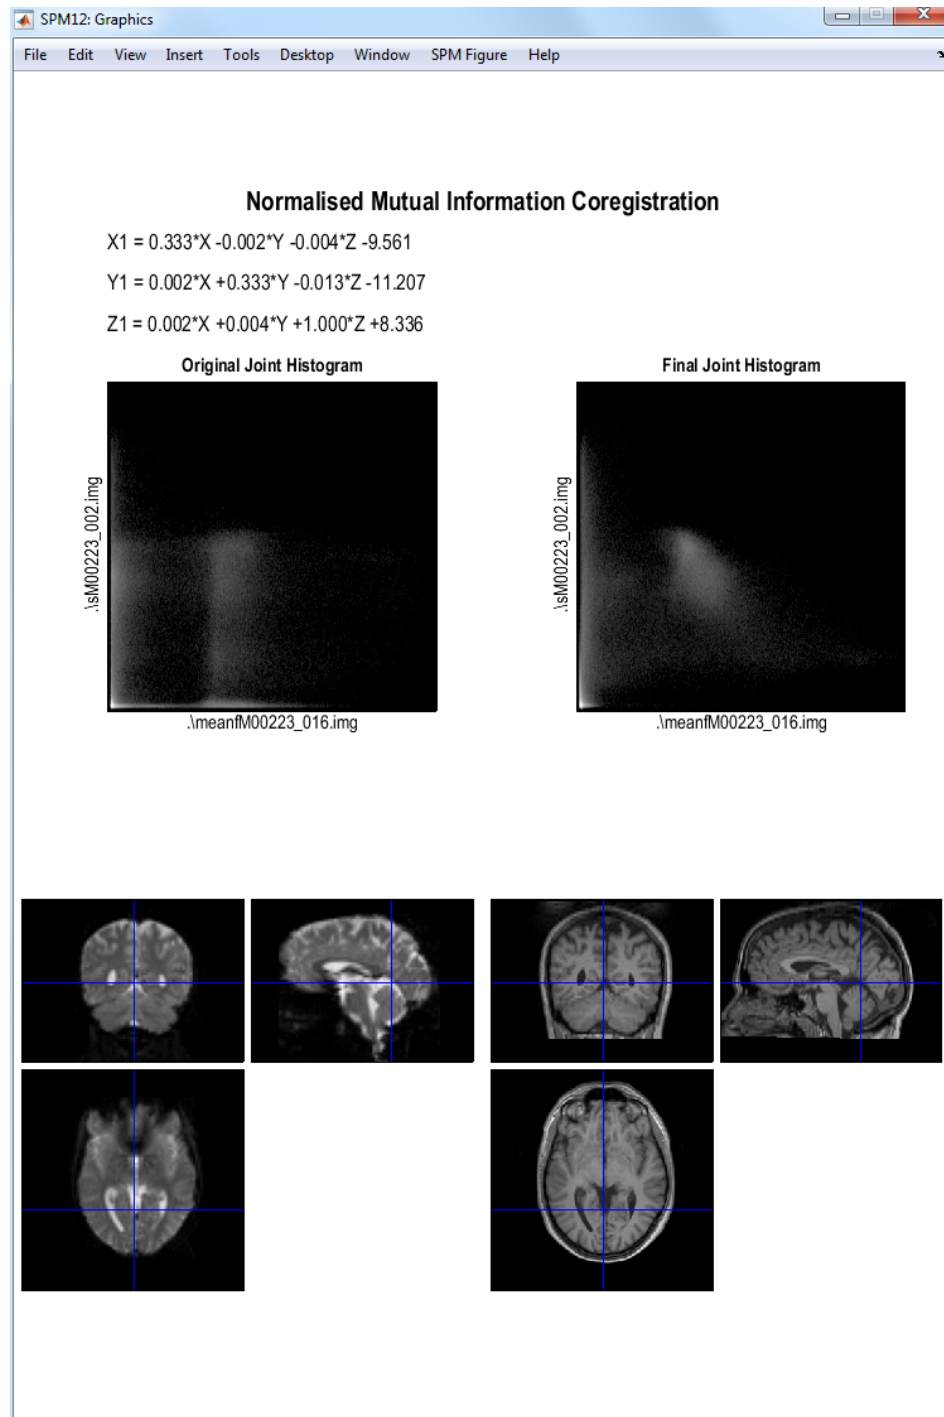 SPM12: Graphics
File Edit View Insert Tools Desktop Window SPM Figure Help
Normalised Mutual Information Coregistration
X1 = 0.333*X -0.002*Y -0.004*Z -9.561
Y1 = 0.002*X +0.333*Y -0.013*Z -11.207
Z1 = 0.002*X +0.004*Y +1.000*Z +8.336
Original Joint Histogram
.\sM00223_002.img
.\meanfM00223_016.img
Final Joint Histogram
.\sM00223_002.img
.\meanfM00223_016.img